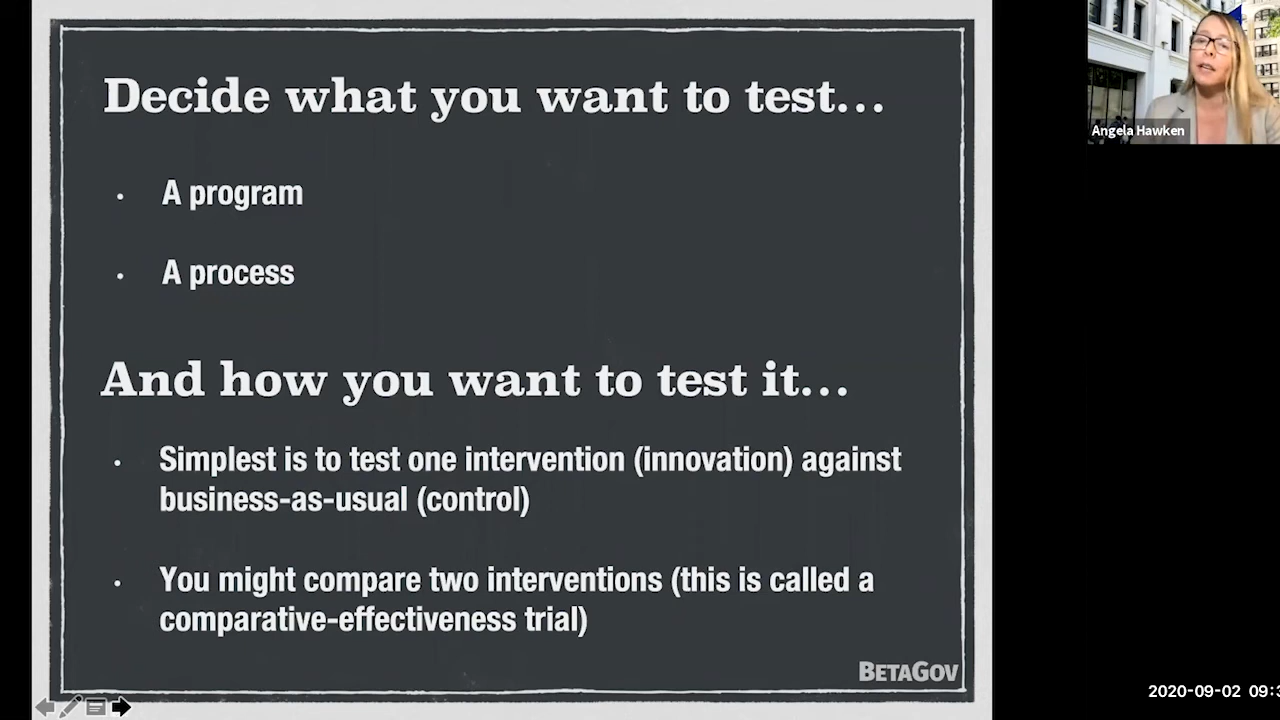 Decide what you want to test...
• A program
• A process
And how you want to test it...
• Simplest is to test one intervention (innovation) against
business-as-usual (control)
• You might compare two interventions (this is called a
comparative-effectiveness trial)
BETAGOV
Angela Hawken
2020-09-02 09:3